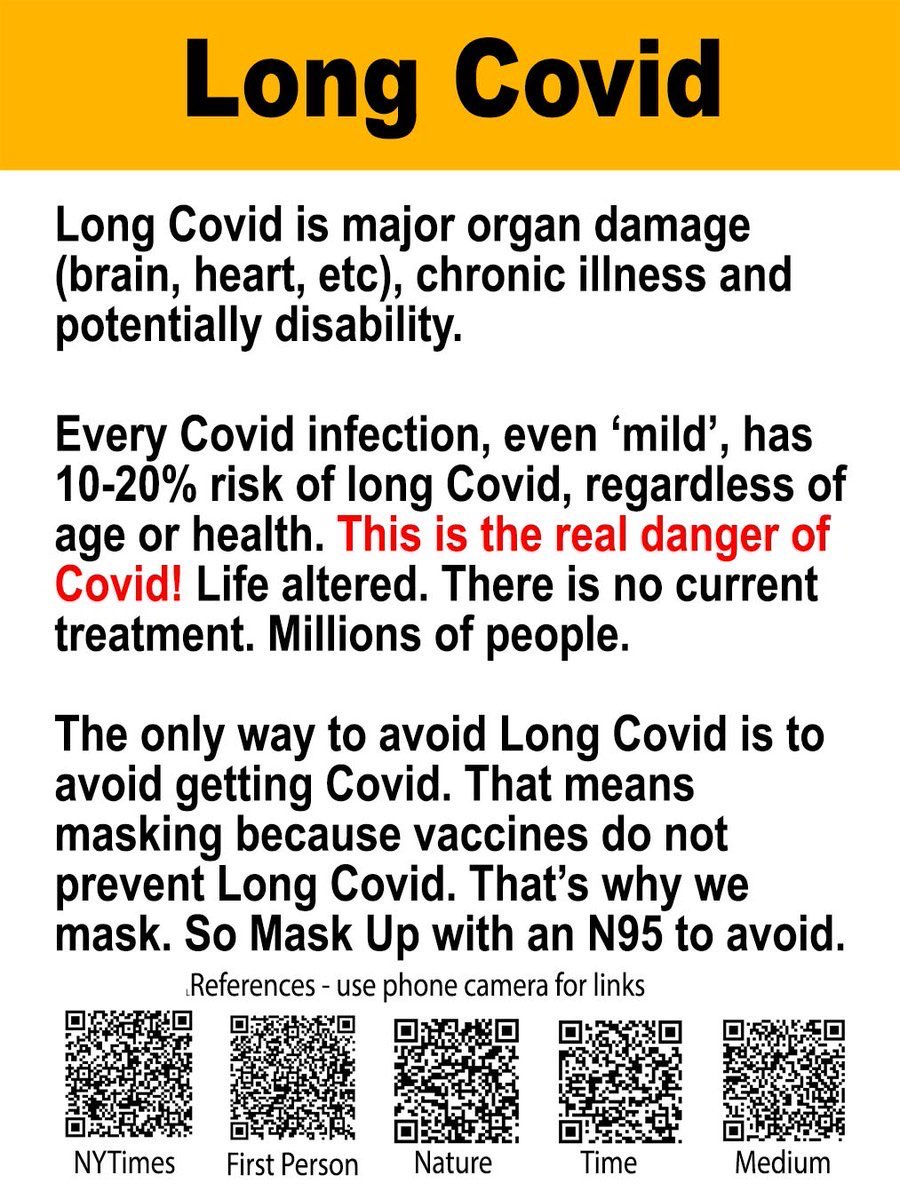 Long Covid
Long Covid is major organ damage
(brain, heart, etc), chronic illness and
potentially disability.
Every Covid infection, even ‘mild’, has
10-20% risk of long Covid, regardless of
age or health. This is the real danger of
Covid! Life altered. There is no current
treatment. Millions of people.
The only way to avoid Long Covid is to
avoid getting Covid. That means
masking because vaccines do not
prevent Long Covid. That’s why we
mask. So Mask Up with an N95 to avoid.
References - use phone camera for links
NYTimes
First Person
Nature
Time
Medium